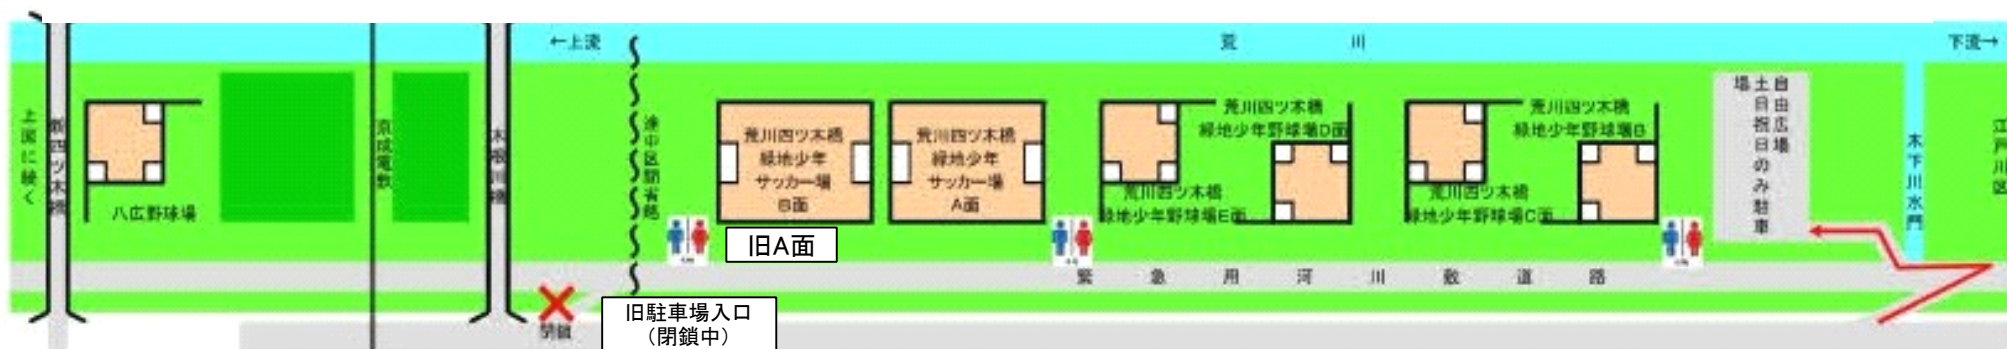 ←上流
荒川
下流→
上図に続く
新四ツ木橋
八広野球場
京成電鉄
木根川橋
途中区間省略
荒川四ツ木橋
緑地少年
サッカー場
B面
荒川四ツ木橋
緑地少年
サッカー場
A面
荒川四ツ木橋
緑地少年野球場D面
荒川四ツ木橋
緑地少年野球場E面
荒川四ツ木橋
緑地少年野球場B
荒川四ツ木橋
緑地少年野球場C面
自由広場
土日祝日のみ駐車
場
木下川水門
江戸川区
旧A面
緊急用河川敷道路
閉鎖
旧駐車場入口
（閉鎖中）